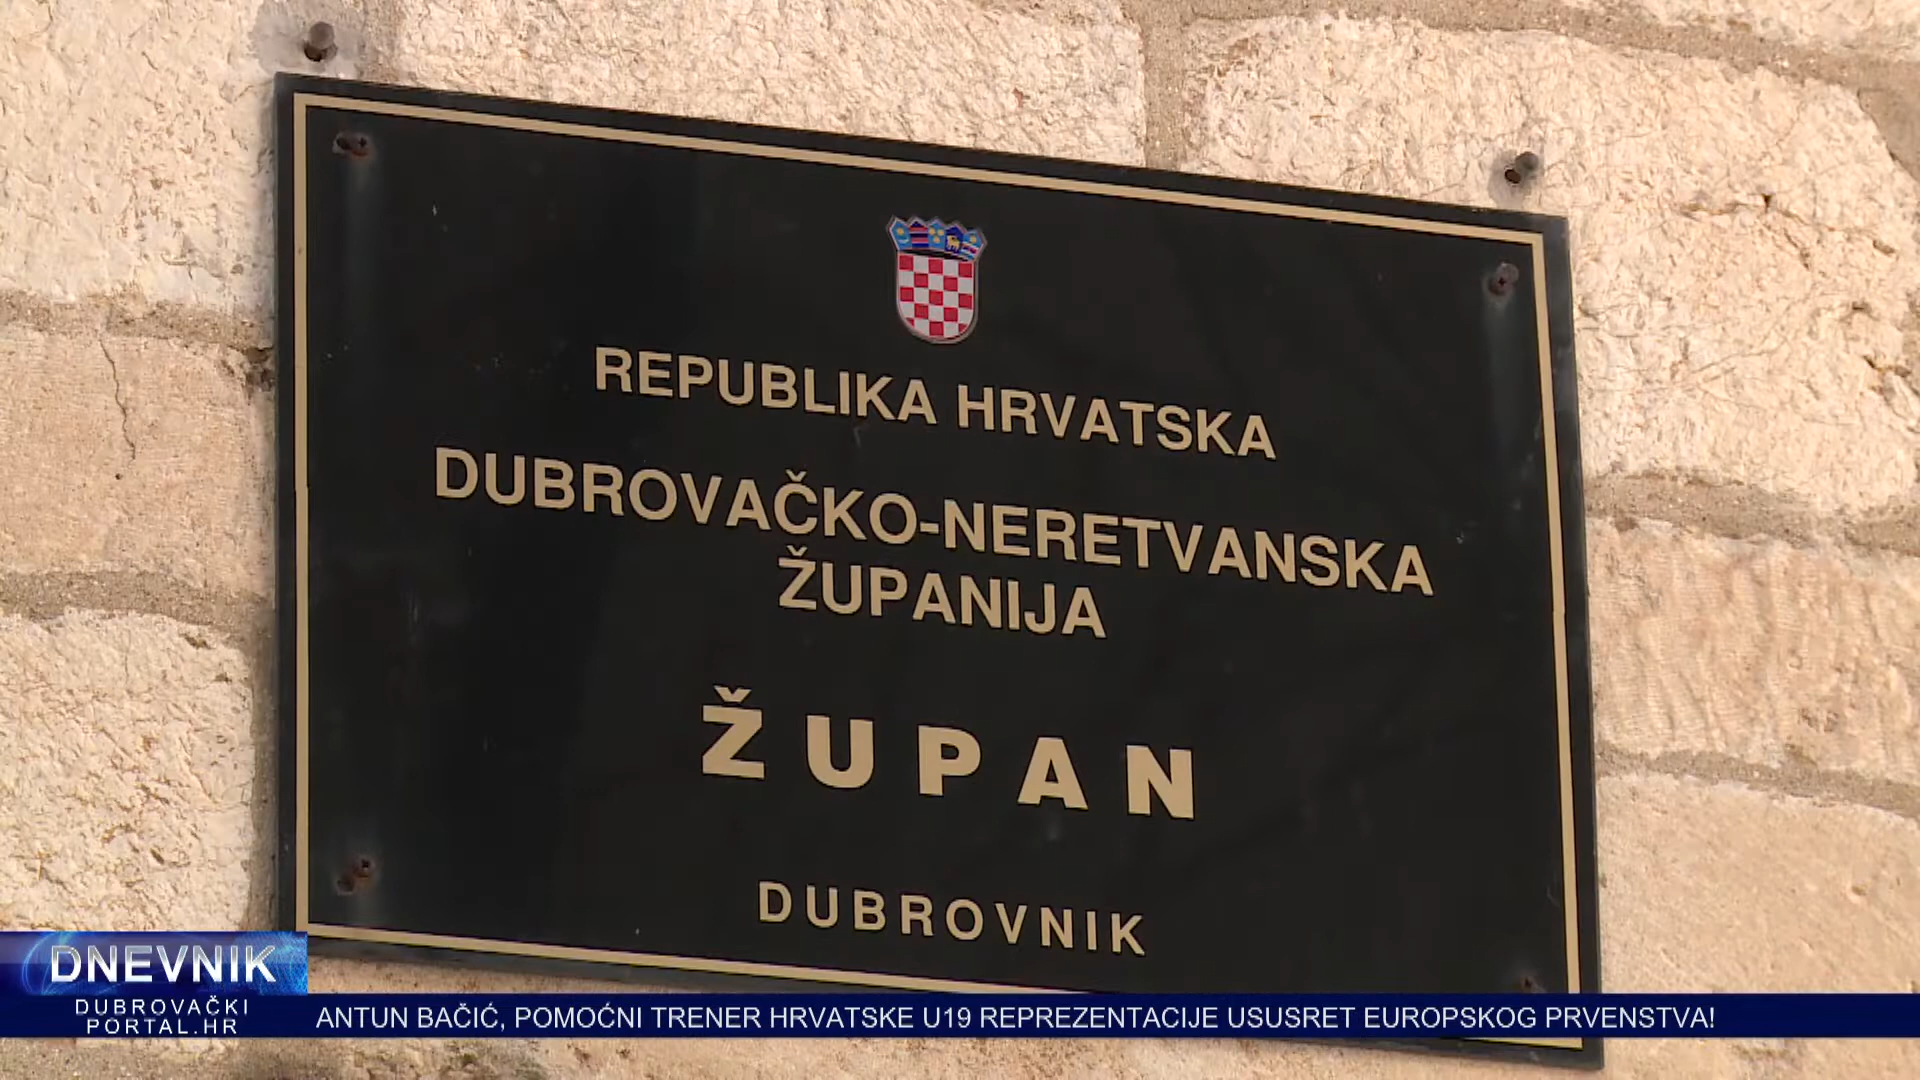 REPUBLIKA HRVATSKA
DUBROVAČKO-NERETVANSKA
ŽUPANIJA
ŽUPAN
DUBROVNIK
DNEVNIK
DUBROVAČKI
PORTAL.HR
ANTUN BAČIĆ, POMOĆNI TRENER HRVATSKE U19 REPREZENTACIJE USUSRET EUROPSKOG PRVENSTVA!